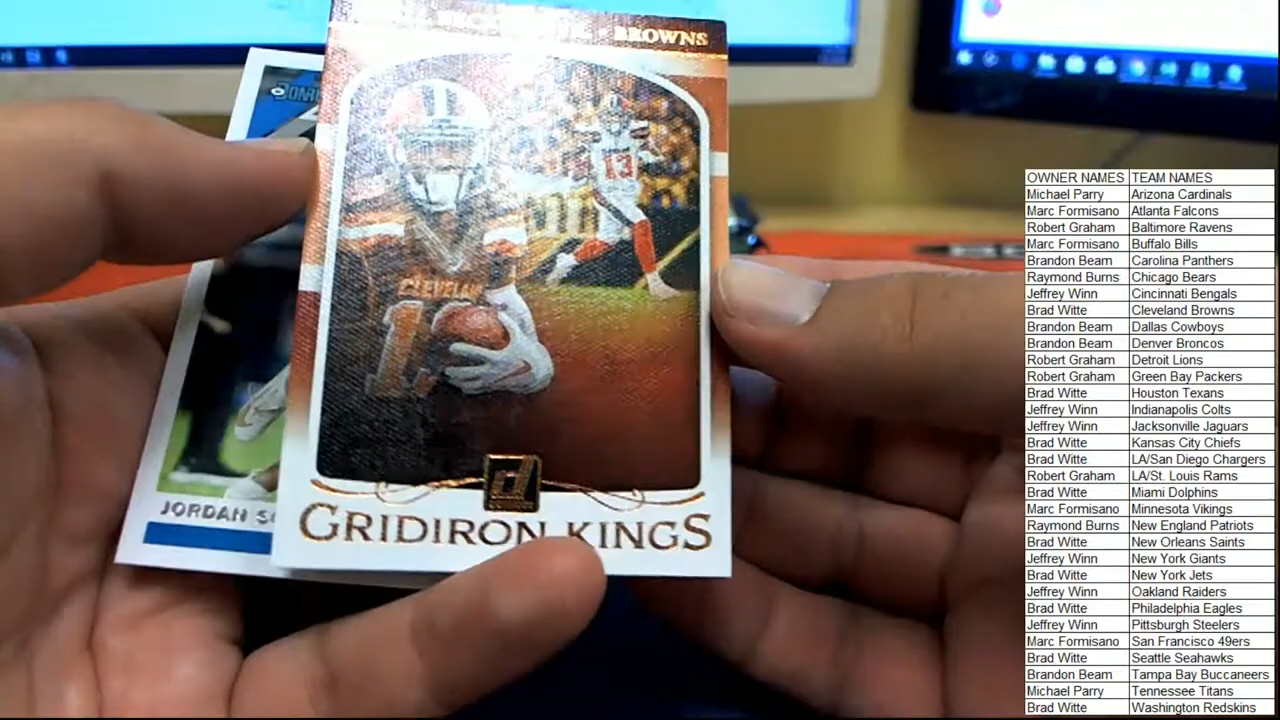 BROWNS
13
CLEVELAND
1
d
GRIDIRON KINGS
JORDAN
OWNER NAMES TEAM NAMES
Michael Parry Arizona Cardinals
Marc Formisano Atlanta Falcons
Robert Graham Baltimore Ravens
Marc Formisano Buffalo Bills
Brandon Beam Carolina Panthers
Raymond Burns Chicago Bears
Jeffrey Winn Cincinnati Bengals
Brad Witte Cleveland Browns
Brandon Beam Dallas Cowboys
Brandon Beam Denver Broncos
Robert Graham Detroit Lions
Robert Graham Green Bay Packers
Brad Witte Houston Texans
Jeffrey Winn Indianapolis Colts
Jeffrey Winn Jacksonville Jaguars
Brad Witte Kansas City Chiefs
Brad Witte LA/San Diego Chargers
Robert Graham LA/St. Louis Rams
Brad Witte Miami Dolphins
Marc Formisano Minnesota Vikings
Raymond Burns New England Patriots
Brad Witte New Orleans Saints
Jeffrey Winn New York Giants
Brad Witte New York Jets
Jeffrey Winn Oakland Raiders
Brad Witte Philadelphia Eagles
Jeffrey Winn Pittsburgh Steelers
Marc Formisano San Francisco 49ers
Brad Witte Seattle Seahawks
Brandon Beam Tampa Bay Buccaneers
Michael Parry Tennessee Titans
Brad Witte Washington Redskins